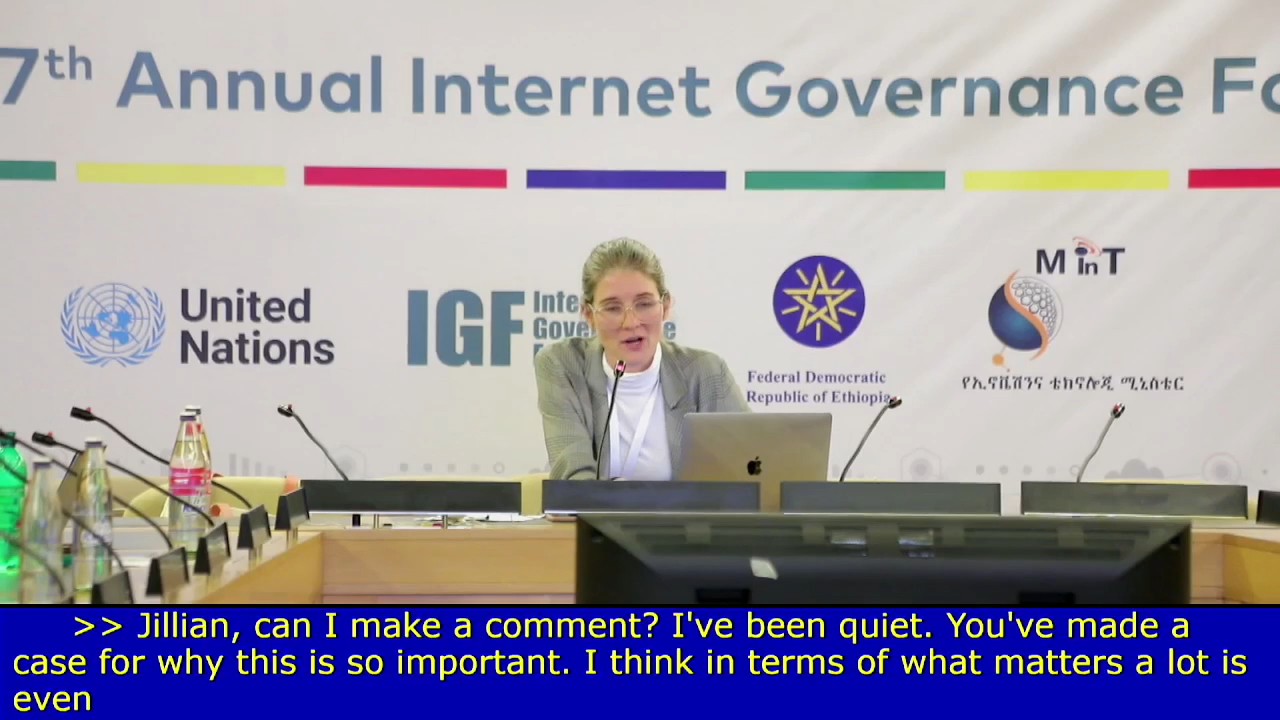 7th Annual Internet Governance Fo
United
Nations
IGF
M in T
Federal Democratic
Republic of Ethiopia
የኢኖቬሽንና ቴክኖሎጂ ሚኒስቴር
>> Jillian, can I make a comment? I've been quiet. You've made a
case for why this is so important. I think in terms of what matters a lot is
even